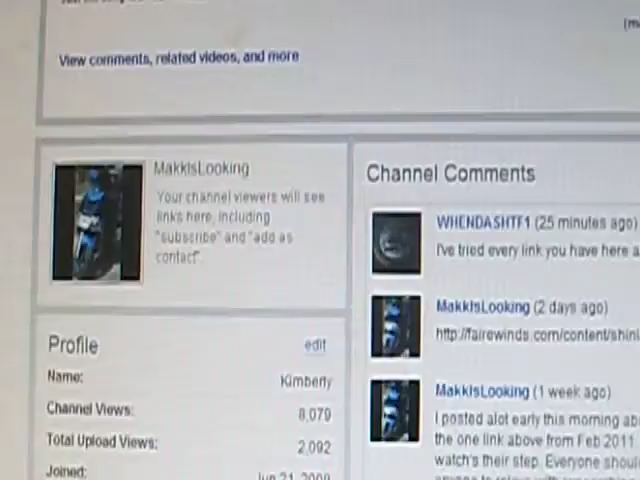 View comments, related videos, and more
MakkIsLooking
Your channel viewers will see
links here, including
"subscribe" and "add as
contact".
Profile
edit
Name:
Kimberly
Channel Views:
8,079
Total Upload Views:
2,092
Joined:
Jun 21, 2009
Channel Comments
WHENDASHTF1 (25 minutes ago)
I've tried every link you have here a
MakkIsLooking (2 days ago)
http://fairewinds.com/content/shini
MakkIsLooking (1 week ago)
I posted alot early this morning ab
the one link above from Feb 2011.
watch's their step. Everyone shoul